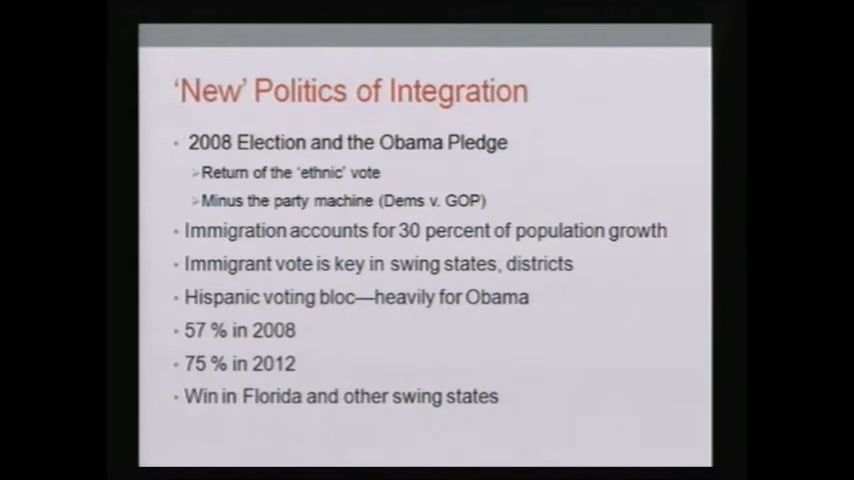 ‘New’ Politics of Integration
• 2008 Election and the Obama Pledge
➢Return of the ‘ethnic’ vote
➢Minus the party machine (Dems v. GOP)
• Immigration accounts for 30 percent of population growth
• Immigrant vote is key in swing states, districts
• Hispanic voting bloc—heavily for Obama
• 57 % in 2008
• 75 % in 2012
• Win in Florida and other swing states